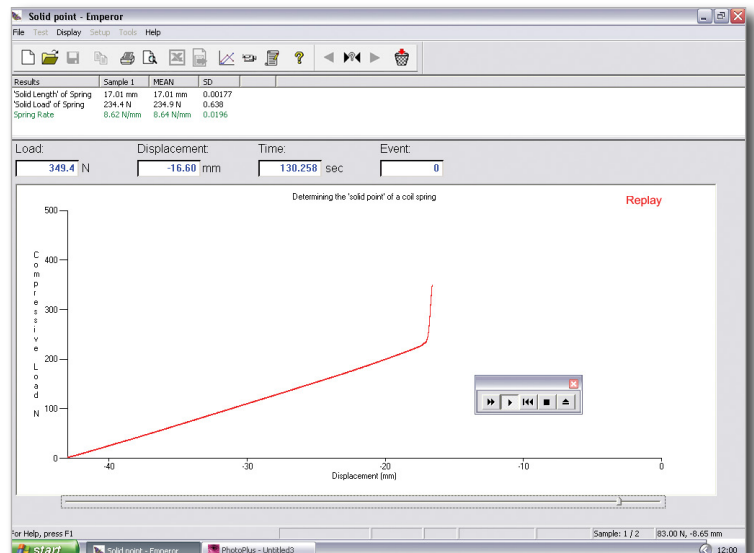 Solid point - Emperor
File Test Display Setup Tools Help
Results Sample 1 MEAN SD
'Solid Length' of Spring 17.01 mm 17.01 mm 0.00177
'Solid Load' of Spring 234.4 N 234.9 N 0.638
Spring Rate 8.62 N/mm 8.64 N/mm 0.0196
Load: Displacement: Time: Event:
349.4 N -16.60 mm 130.258 sec 0
Determining the 'solid point' of a coil spring
Replay
500
400
300
200
100
0
Compressive Load N
-40 -30 -20 -10 0
Displacement (mm)
For Help, press F1 Sample: 1 / 2 83.00 N, -8.65 mm
start Solid point - Emperor PhotoPlus - Untitled3 12:00